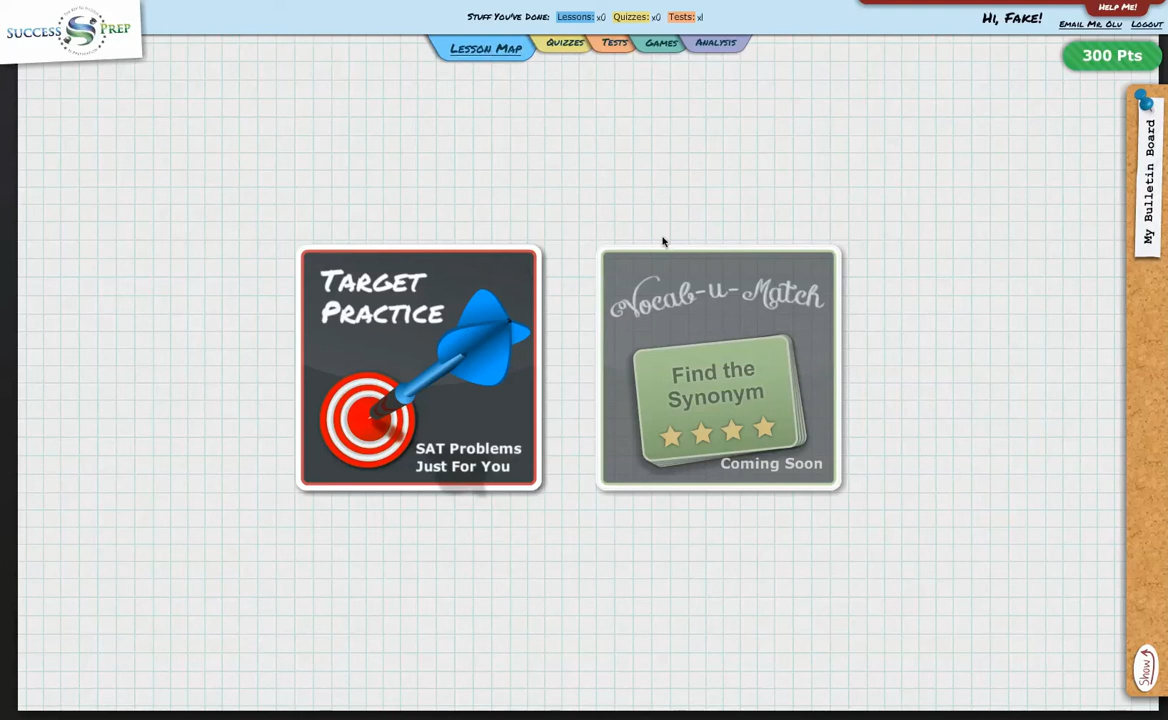 SUCCESS PREP
STUFF YOU'VE DONE: Lessons: x0 Quizzes: x0 Tests:
HELP ME!
HI, FAKE!
EMAIL MR. OLU LOGOUT
LESSON MAP QUIZZES TESTS GAMES ANALYSIS
300 Pts
My Bulletin Board
TARGET
PRACTICE
SAT Problems
Just For You
Vocab-u-Match
Find the
Synonym
Coming Soon
Show